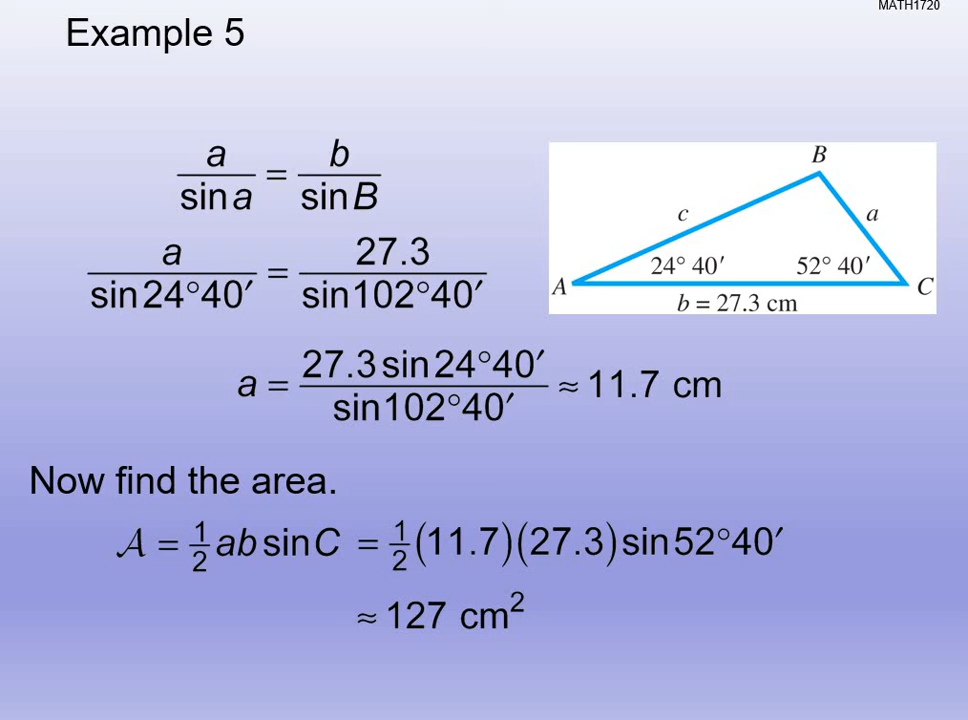 MATH1720
Example 5
a/sin a = b/sin B
a/sin 24°40′ = 27.3/sin 102°40′
a = 27.3 sin 24°40′/sin 102°40′ ≈ 11.7 cm
B
c
a
24° 40′ 52° 40′
A C
b = 27.3 cm
Now find the area.
𝒜 = ½ ab sin C = ½ (11.7)(27.3) sin 52°40′
≈ 127 cm²